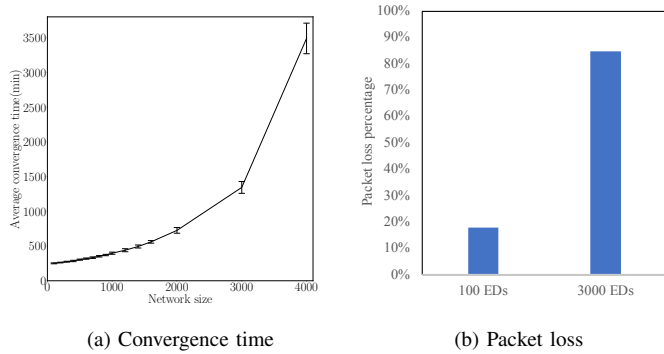 3500
3000
2500
2000
1500
1000
500
0
Average convergence time(min)
0 1000 2000 3000 4000
Network size
(a) Convergence time
100%
90%
80%
70%
60%
50%
40%
30%
20%
10%
0%
Packet loss percentage
100 EDs 3000 EDs
(b) Packet loss